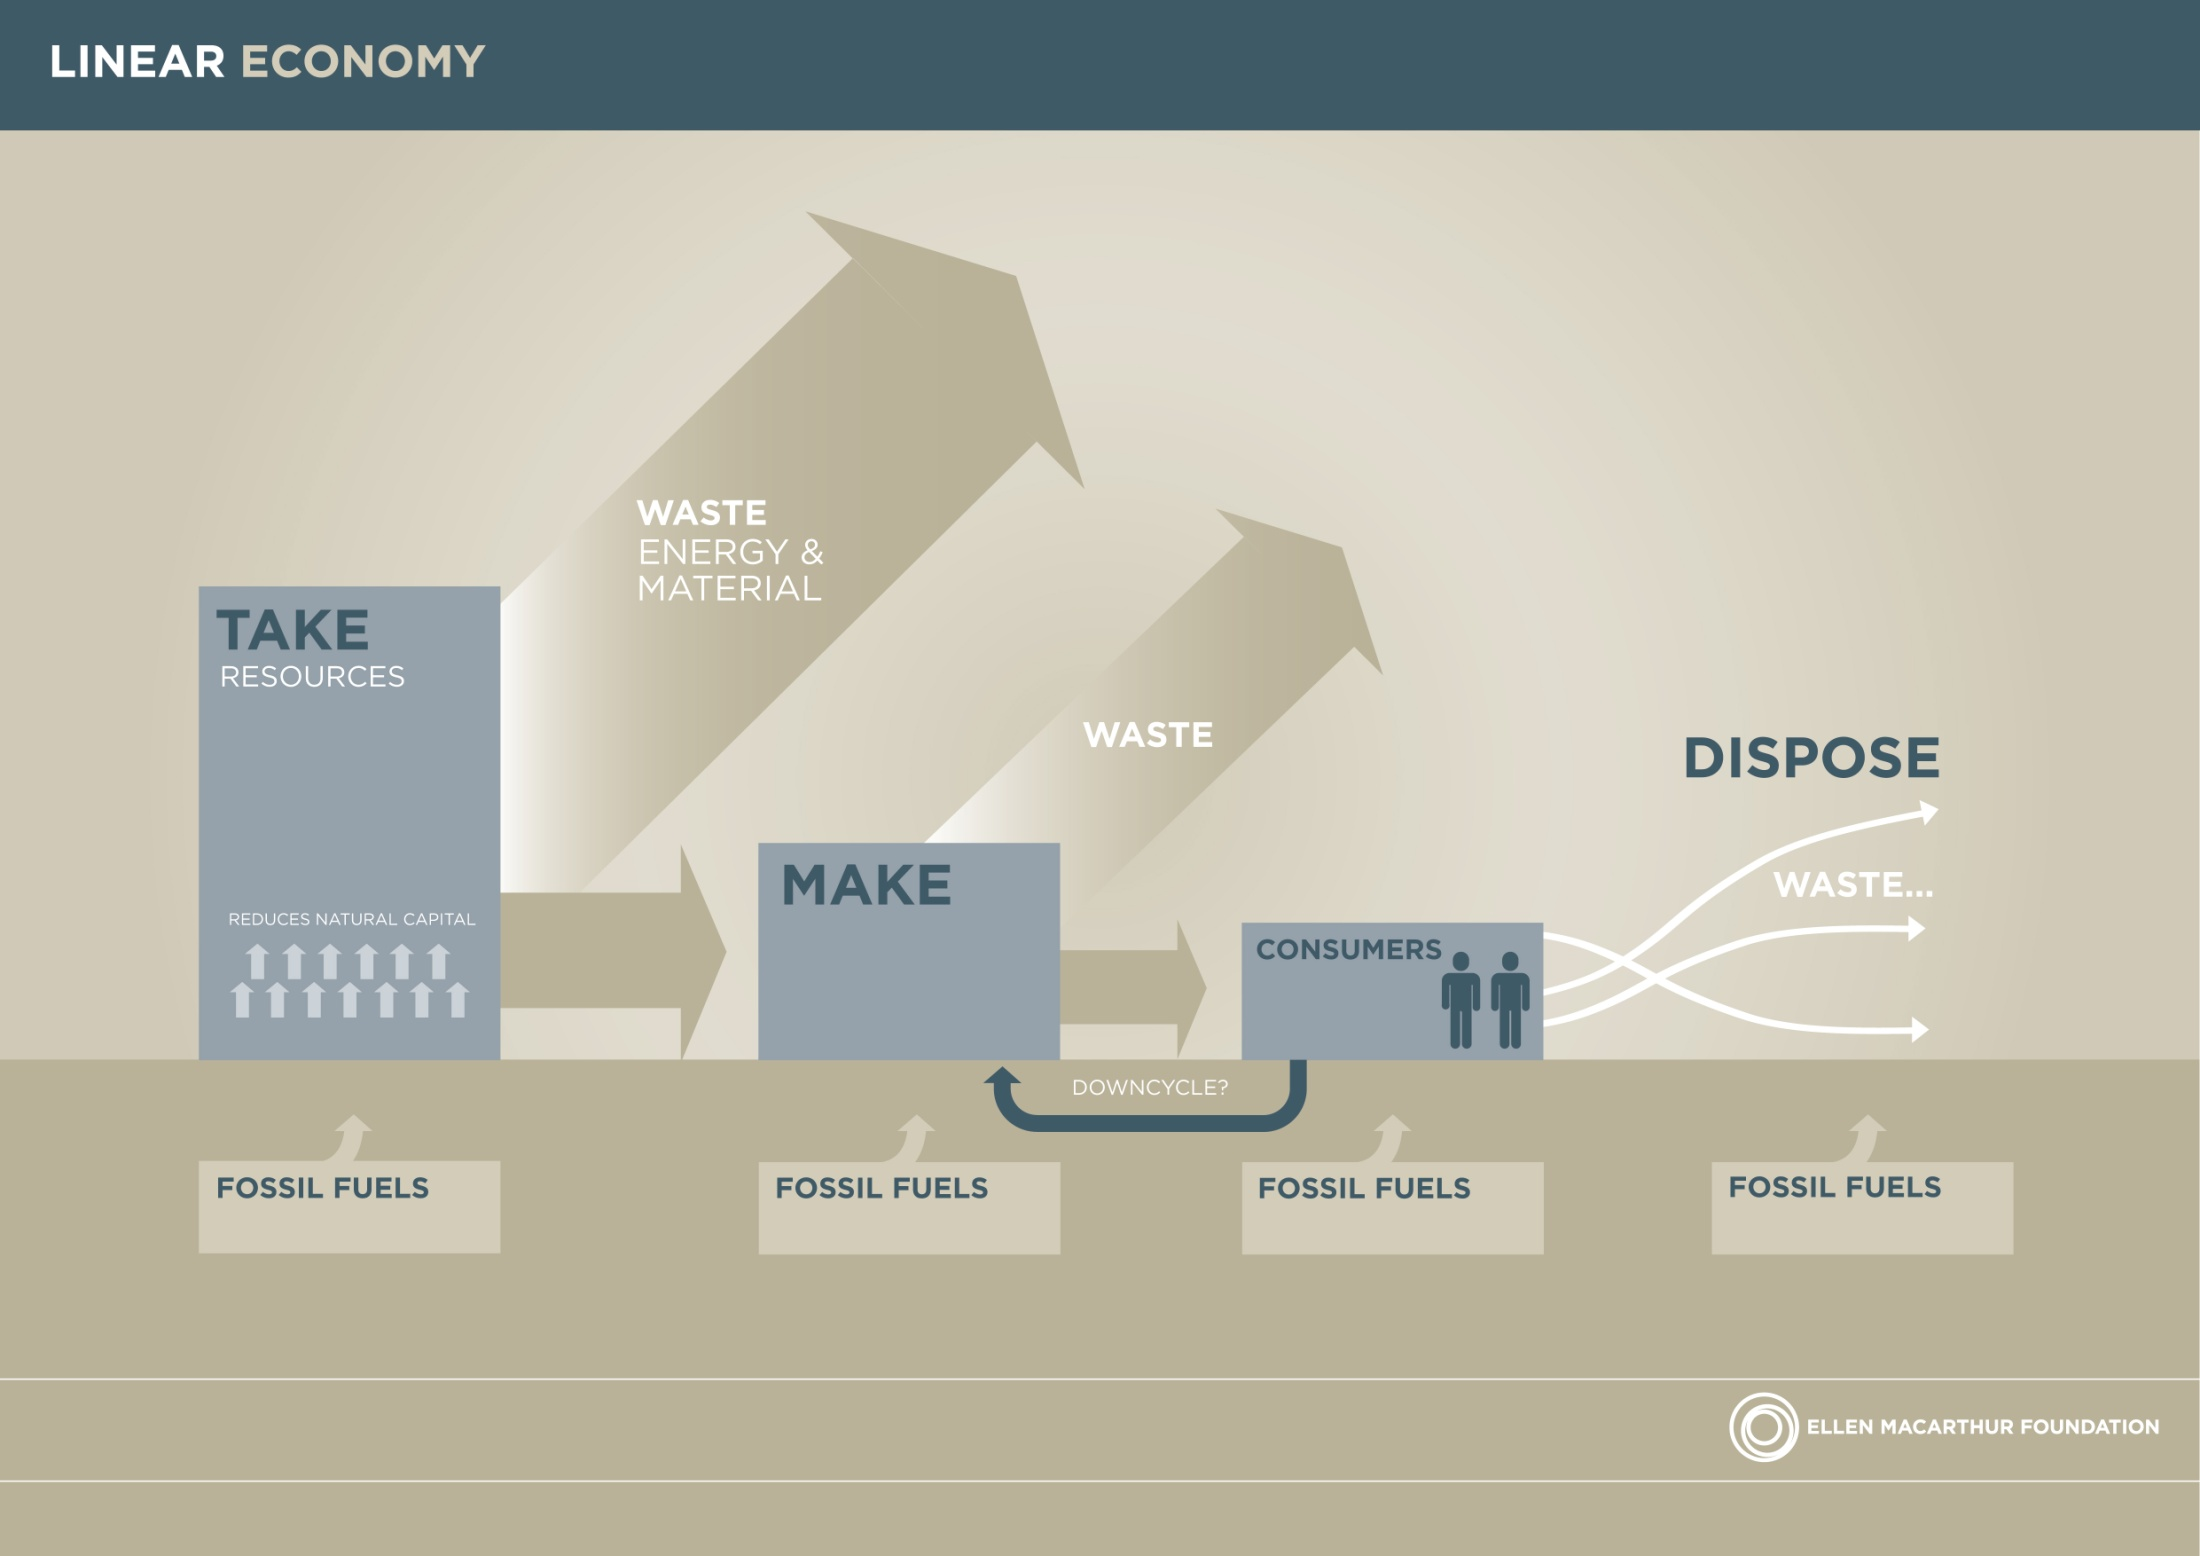 LINEAR ECONOMY
WASTE
ENERGY &
MATERIAL
TAKE
RESOURCES
REDUCES NATURAL CAPITAL
WASTE
MAKE
CONSUMERS
DISPOSE
WASTE...
DOWNCYCLE?
FOSSIL FUELS
FOSSIL FUELS
FOSSIL FUELS
FOSSIL FUELS
ELLEN MACARTHUR FOUNDATION